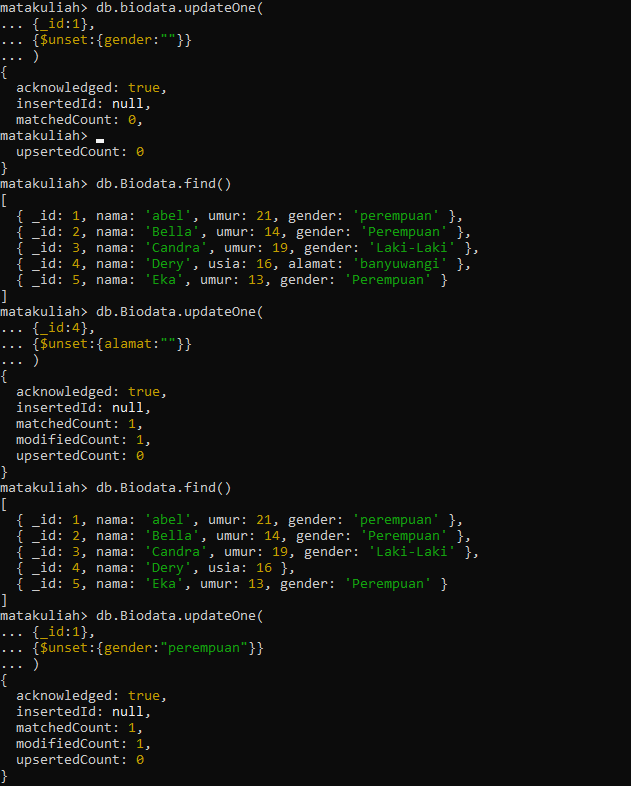 matakuliah> db.biodata.updateOne(
... {_id:1},
... {$unset:{gender:""}}
... )
{
  acknowledged: true,
  insertedId: null,
  matchedCount: 0,
matakuliah>
  upsertedCount: 0
}
matakuliah> db.Biodata.find()
[
  { _id: 1, nama: 'abel', umur: 21, gender: 'perempuan' },
  { _id: 2, nama: 'Bella', umur: 14, gender: 'Perempuan' },
  { _id: 3, nama: 'Candra', umur: 19, gender: 'Laki-Laki' },
  { _id: 4, nama: 'Dery', usia: 16, alamat: 'banyuwangi' },
  { _id: 5, nama: 'Eka', umur: 13, gender: 'Perempuan' }
]
matakuliah> db.Biodata.updateOne(
... {_id:4},
... {$unset:{alamat:""}}
... )
{
  acknowledged: true,
  insertedId: null,
  matchedCount: 1,
  modifiedCount: 1,
  upsertedCount: 0
}
matakuliah> db.Biodata.find()
[
  { _id: 1, nama: 'abel', umur: 21, gender: 'perempuan' },
  { _id: 2, nama: 'Bella', umur: 14, gender: 'Perempuan' },
  { _id: 3, nama: 'Candra', umur: 19, gender: 'Laki-Laki' },
  { _id: 4, nama: 'Dery', usia: 16 },
  { _id: 5, nama: 'Eka', umur: 13, gender: 'Perempuan' }
]
matakuliah> db.Biodata.updateOne(
... {_id:1},
... {$unset:{gender:"perempuan"}}
... )
{
  acknowledged: true,
  insertedId: null,
  matchedCount: 1,
  modifiedCount: 1,
  upsertedCount: 0
}